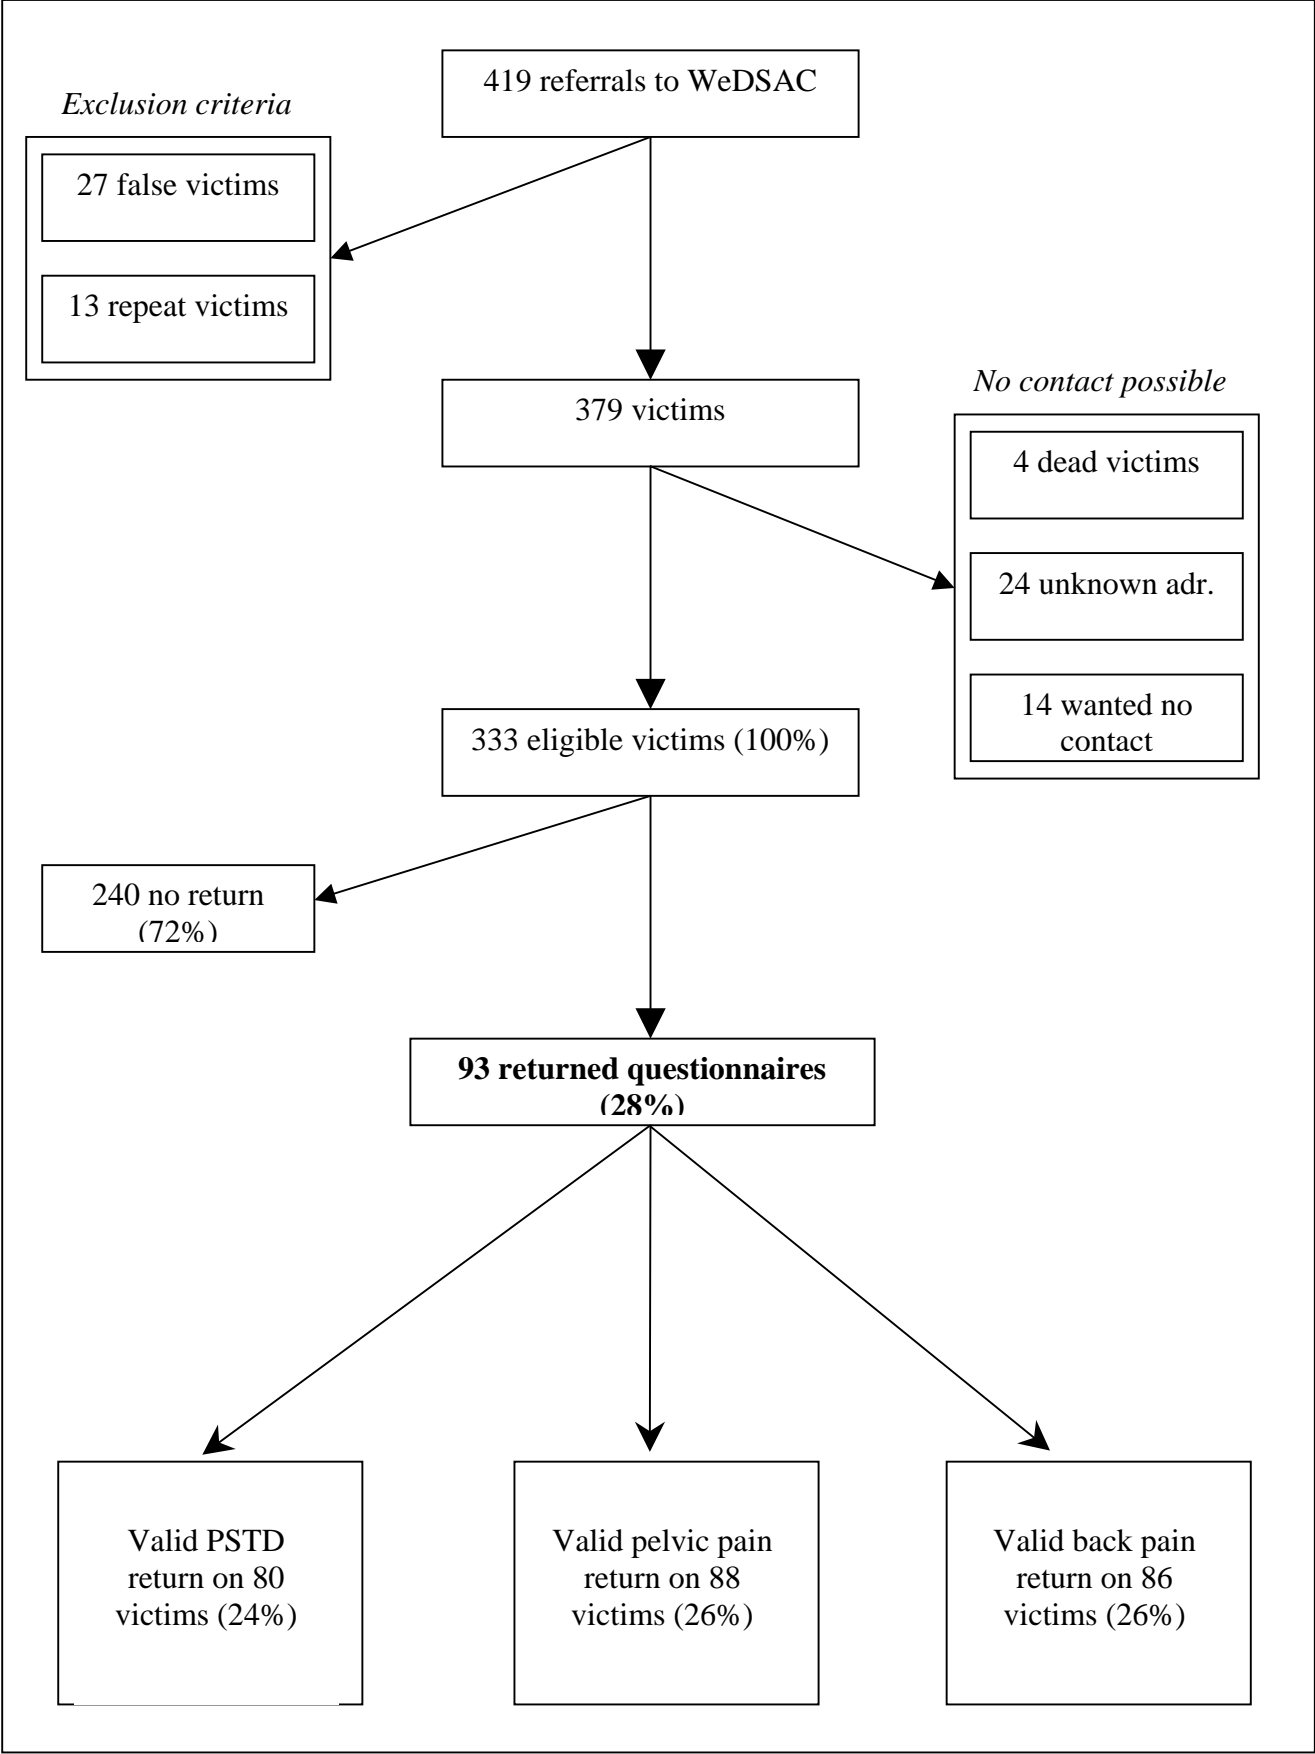 419 referrals to WeDSAC
Exclusion criteria
27 false victims
13 repeat victims
379 victims
No contact possible
4 dead victims
24 unknown adr.
14 wanted no
contact
333 eligible victims (100%)
240 no return
(72%)
93 returned questionnaires
(28%)
Valid PSTD
return on 80
victims (24%)
Valid pelvic pain
return on 88
victims (26%)
Valid back pain
return on 86
victims (26%)